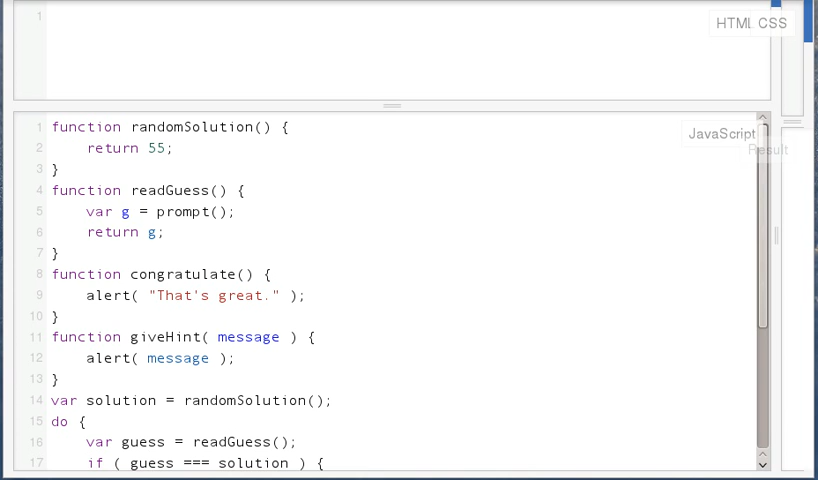 1
HTML CSS
1 function randomSolution() {
2 return 55;
3 }
4 function readGuess() {
5 var g = prompt();
6 return g;
7 }
8 function congratulate() {
9 alert( "That's great." );
10 }
11 function giveHint( message ) {
12 alert( message );
13 }
14 var solution = randomSolution();
15 do {
16 var guess = readGuess();
17 if ( guess === solution ) {
JavaScript
Result